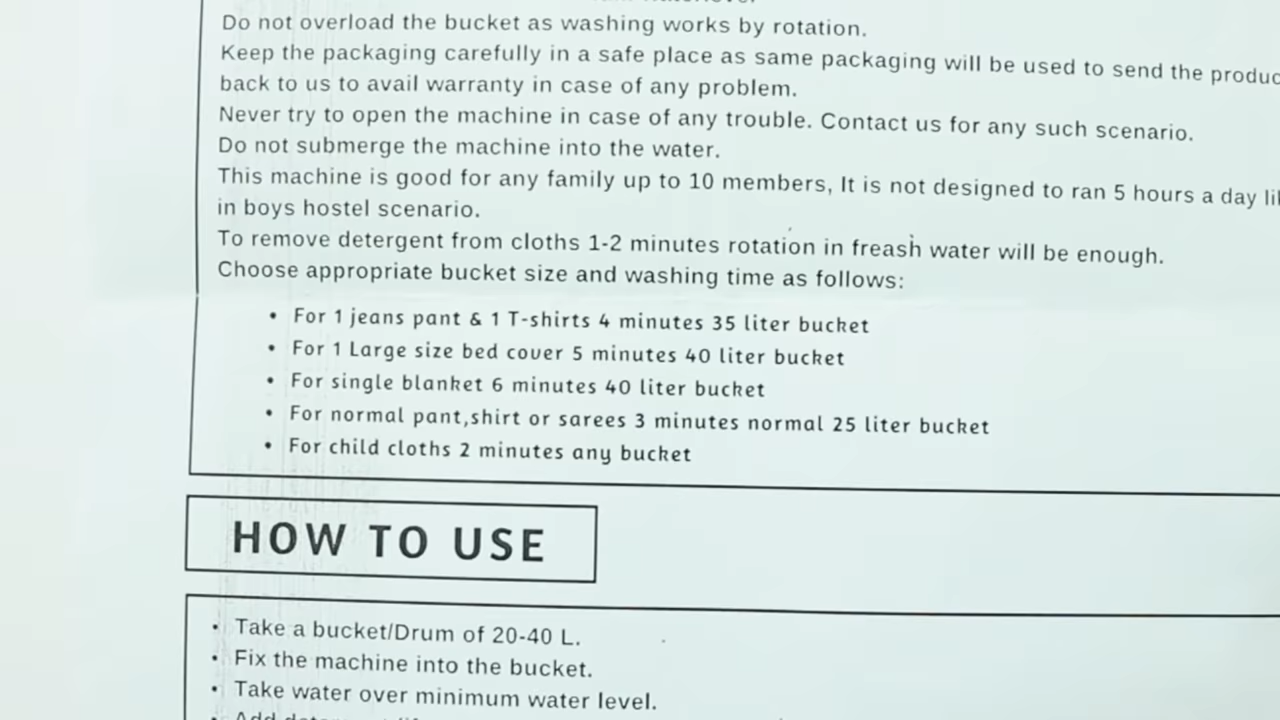 Do not overload the bucket as washing works by rotation.
Keep the packaging carefully in a safe place as same packaging will be used to send the produc
back to us to avail warranty in case of any problem.
Never try to open the machine in case of any trouble. Contact us for any such scenario.
Do not submerge the machine into the water.
This machine is good for any family up to 10 members, It is not designed to ran 5 hours a day
in boys hostel scenario.
To remove detergent from cloths 1-2 minutes rotation in freash water will be enough.
Choose appropriate bucket size and washing time as follows:
• For 1 jeans pant & 1 T-shirts 4 minutes 35 liter bucket
• For 1 Large size bed cover 5 minutes 40 liter bucket
• For single blanket 6 minutes 40 liter bucket
• For normal pant,shirt or sarees 3 minutes normal 25 liter bucket
• For child cloths 2 minutes any bucket
HOW TO USE
• Take a bucket/Drum of 20-40 L.
• Fix the machine into the bucket.
• Take water over minimum water level.